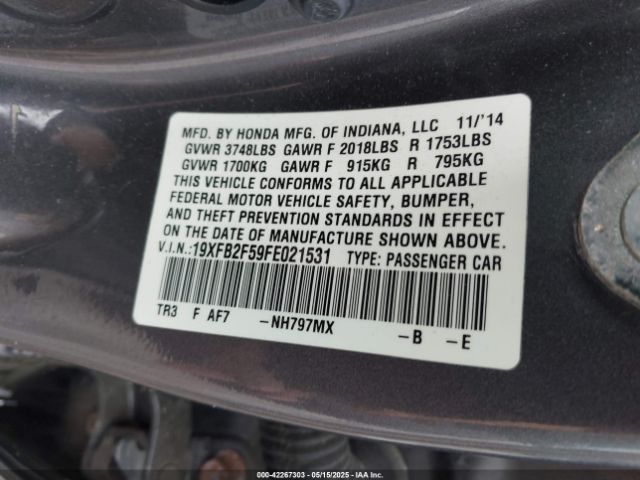 MFD. BY HONDA MFG. OF INDIANA, LLC 11/'14
GVWR 3748LBS GAWR F 2018LBS R 1753LBS
GVWR 1700KG GAWR F 915KG R 795KG
THIS VEHICLE CONFORMS TO ALL APPLICABLE
FEDERAL MOTOR VEHICLE SAFETY, BUMPER,
AND THEFT PREVENTION STANDARDS IN EFFECT
ON THE DATE OF MANUFACTURE SHOWN ABOVE.
V.I.N.:19XFB2F59FE021531 TYPE: PASSENGER CAR
TR3 F AF7 -NH797MX -B -E
000-42267303 - 05/15/2025 - IAAI.COM